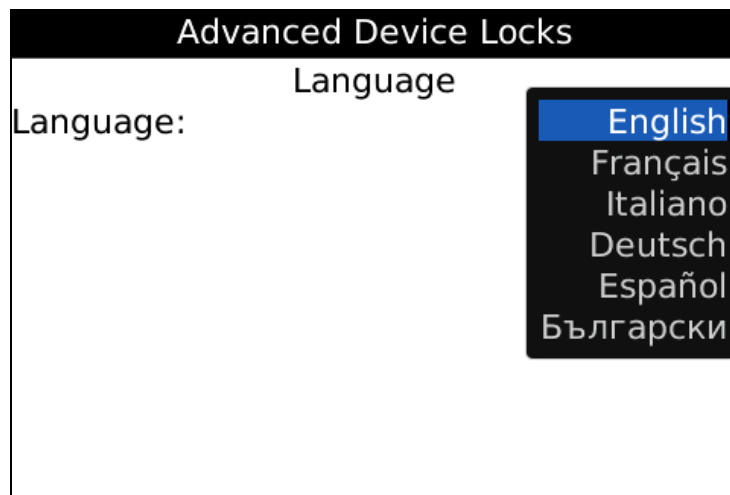 Advanced Device Locks
Language
Language:
English
Français
Italiano
Deutsch
Español
Български